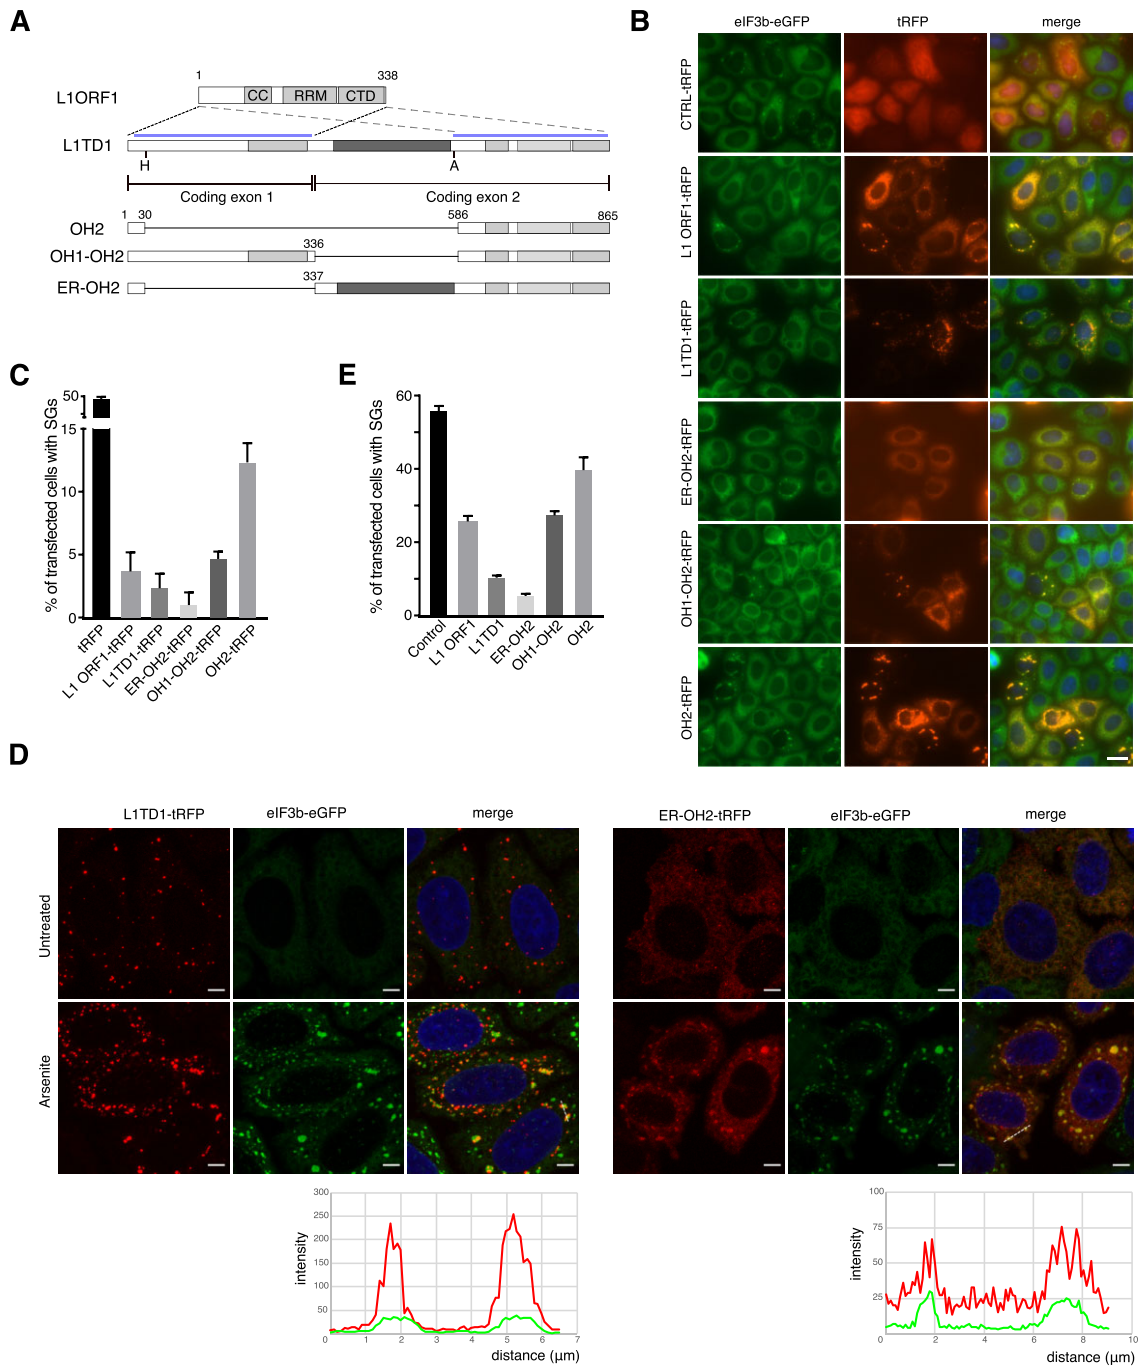 A
1 338
L1ORF1 CC RRM CTD
L1TD1
H A
Coding exon 1 Coding exon 2
1 30 586 865
OH2
336
OH1-OH2
337
ER-OH2
B
eIF3b-eGFP tRFP merge
CTRL-tRFP
L1 ORF1-tRFP
L1TD1-tRFP
ER-OH2-tRFP
OH1-OH2-tRFP
OH2-tRFP
C
% of transfected cells with SGs
50
15
10
5
0
tRFP
L1 ORF1-tRFP
L1TD1-tRFP
ER-OH2-tRFP
OH1-OH2-tRFP
OH2-tRFP
E
% of transfected cells with SGs
60
40
20
0
Control
L1 ORF1
L1TD1
ER-OH2
OH1-OH2
OH2
D
L1TD1-tRFP eIF3b-eGFP merge
ER-OH2-tRFP eIF3b-eGFP merge
Untreated
Arsenite
intensity
300
250
200
150
100
50
0 1 2 3 4 5 6 7
distance (µm)
intensity
100
75
50
25
0
0 2 4 6 8 10
distance (µm)